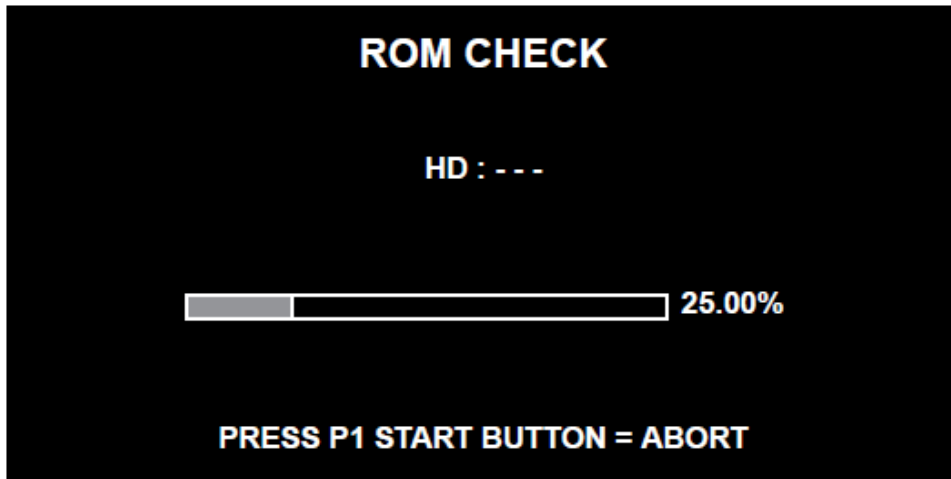 ROM CHECK
HD : - - -
25.00%
PRESS P1 START BUTTON = ABORT